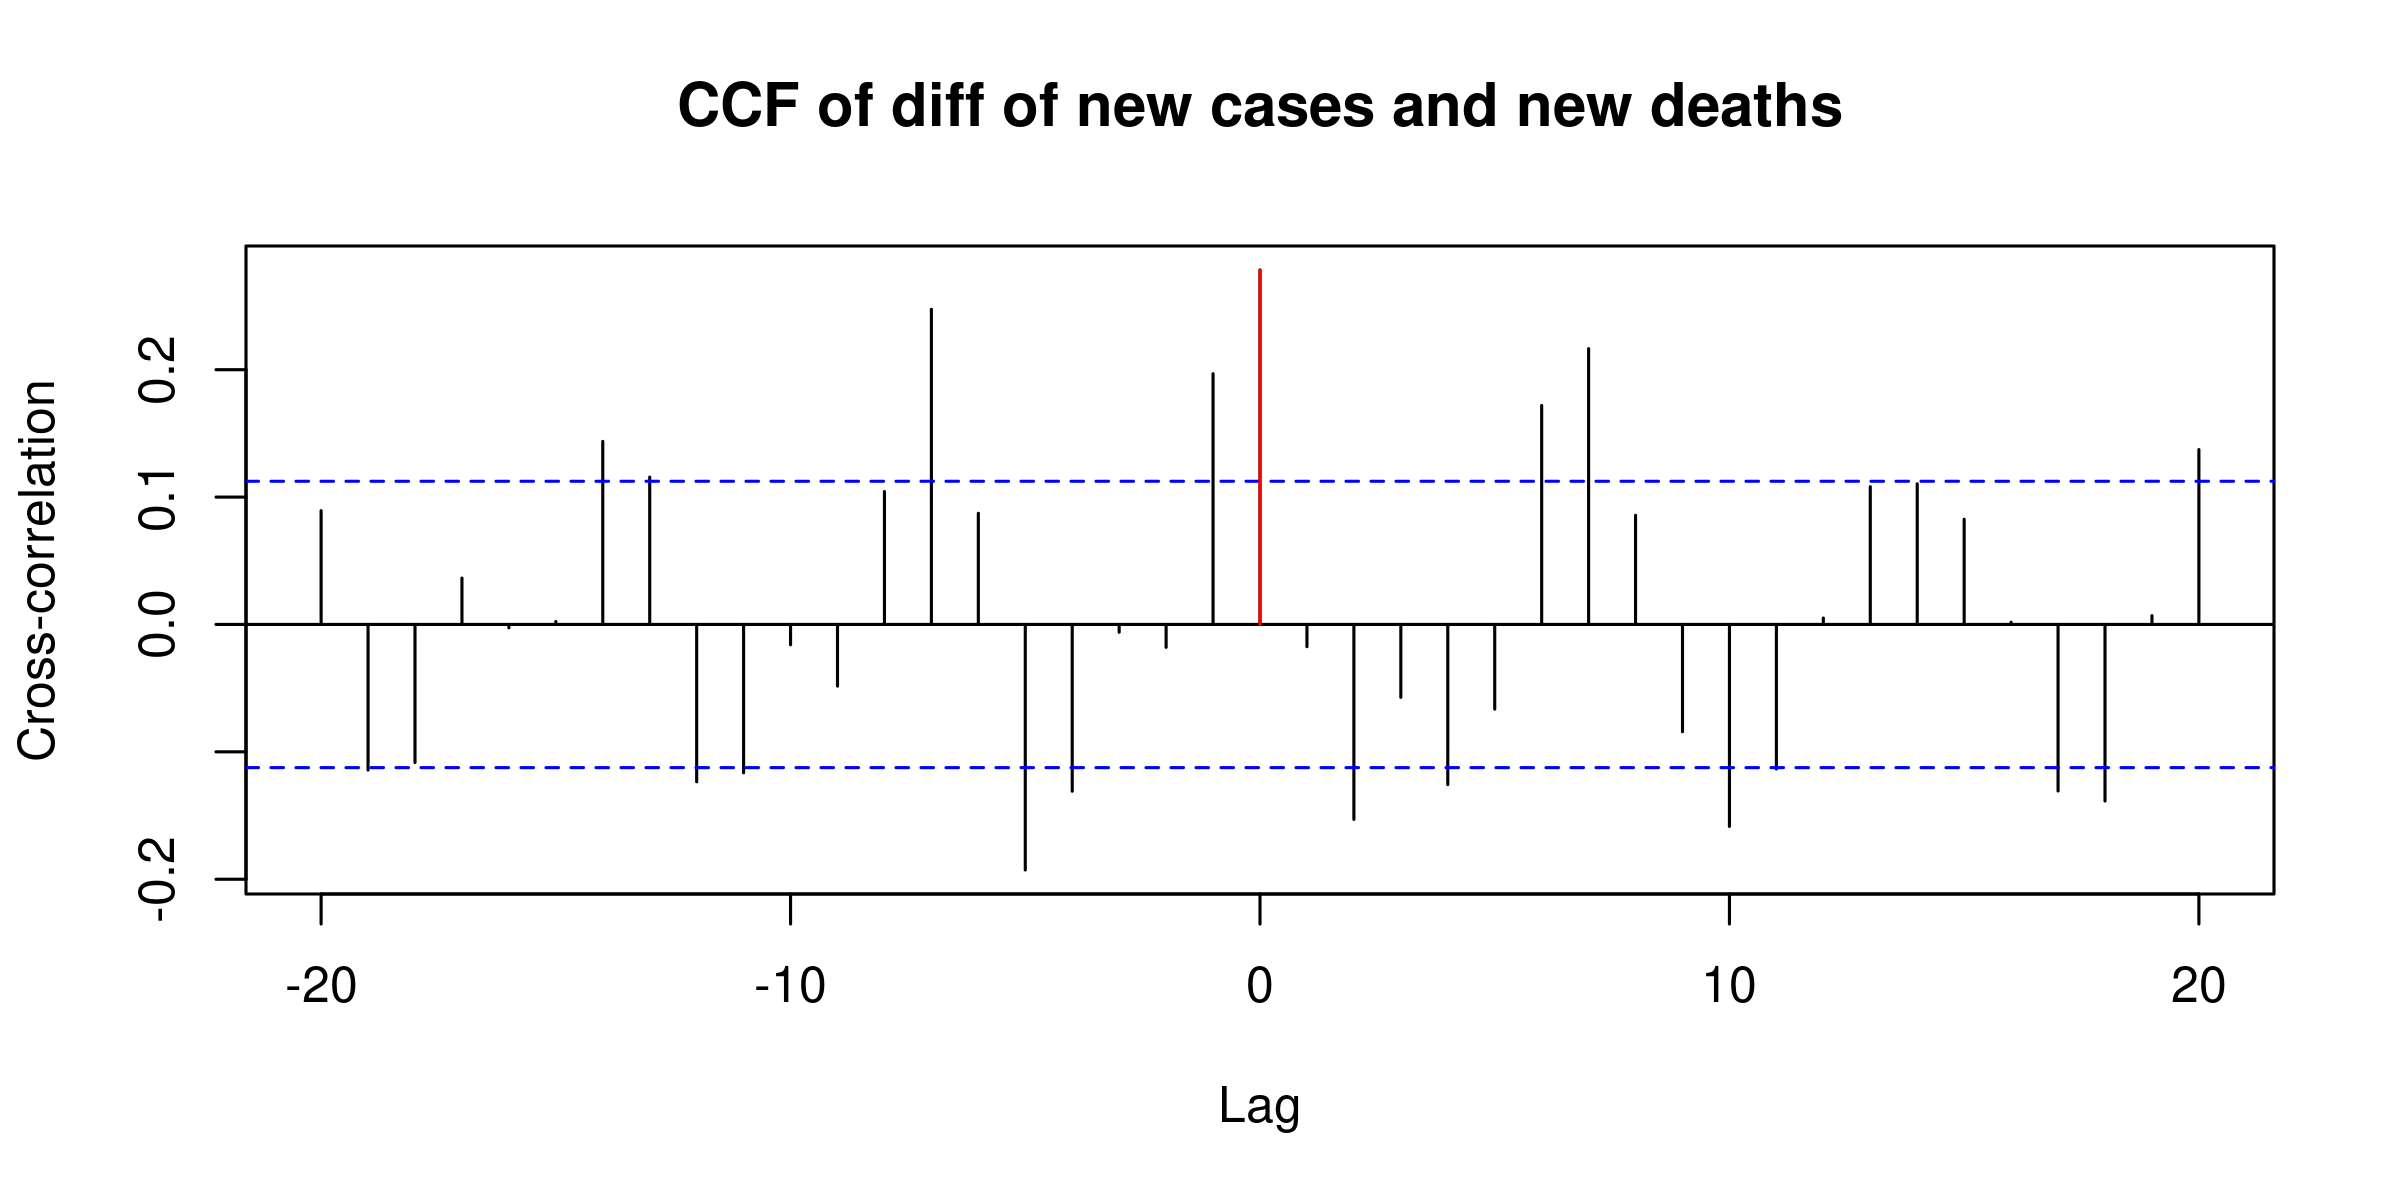 CCF of diff of new cases and new deaths
Cross-correlation
0.2
0.1
0.0
-0.2
-20 -10 0 10 20
Lag